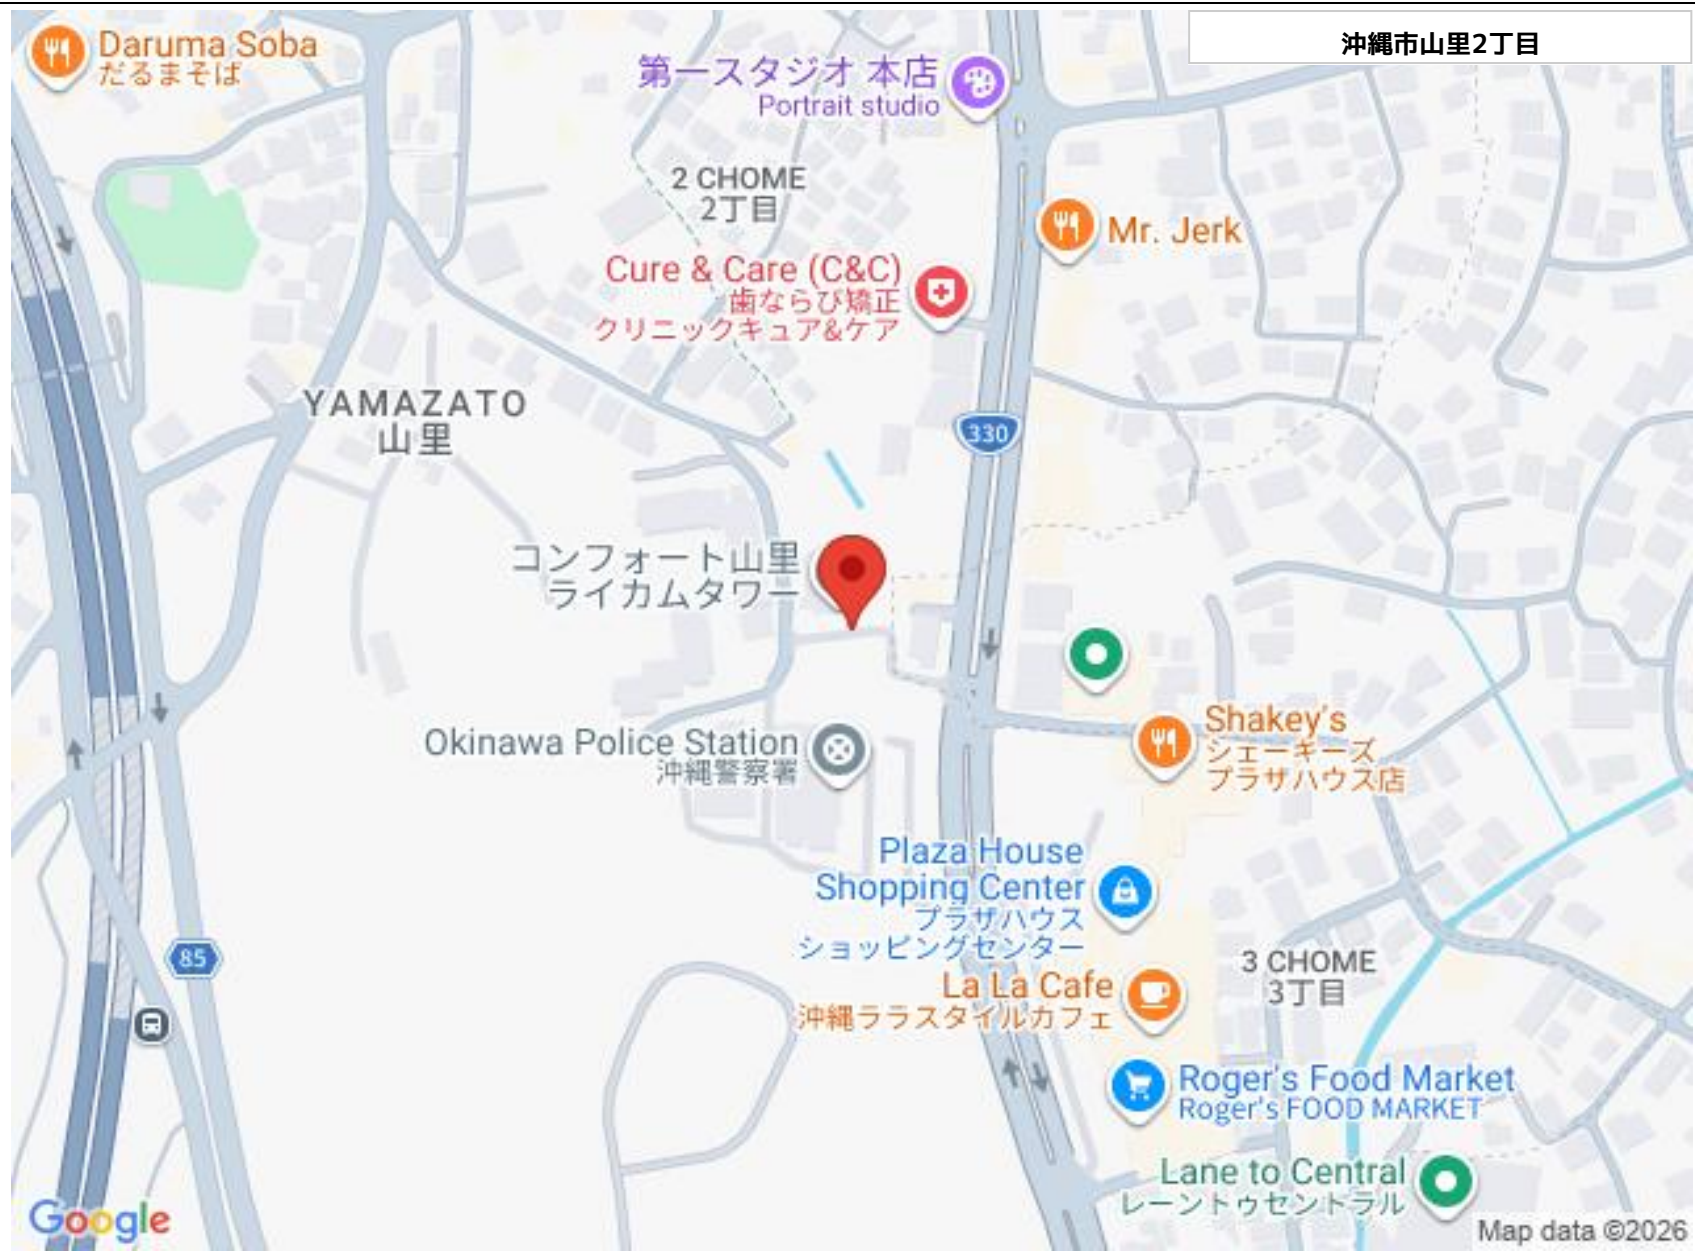 沖縄市山里2丁目
Daruma Soba
だるまそば
第一スタジオ 本店
Portrait studio
2 CHOME
2丁目
Mr. Jerk
Cure & Care (C&C)
歯ならび矯正
クリニックキュア&ケア
YAMAZATO
山里
330
コンフォート山里
ライカムタワー
Shakey's
シェーキーズ
プラザハウス店
Okinawa Police Station
沖縄警察署
Plaza House
Shopping Center
プラザハウス
ショッピングセンター
85
3 CHOME
3丁目
La La Cafe
沖縄ララスタイルカフェ
Roger's Food Market
Roger's FOOD MARKET
Lane to Central
レーントゥセントラル
Google
Map data ©2026